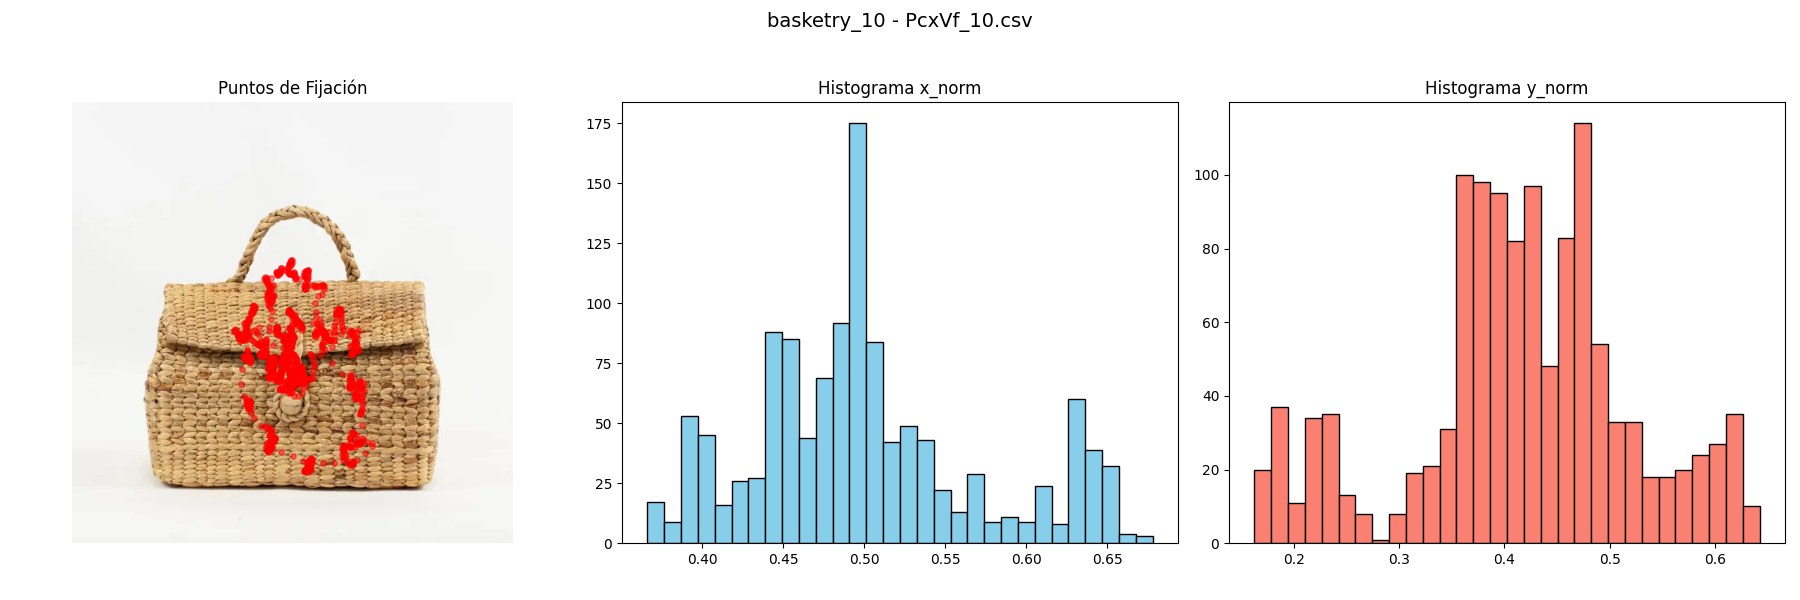 basketry_10 - PcxVf_10.csv
Puntos de Fijación
Histograma x_norm
175
150
125
100
75
50
25
0
0.40 0.45 0.50 0.55 0.60 0.65
Histograma y_norm
100
80
60
40
20
0
0.2 0.3 0.4 0.5 0.6